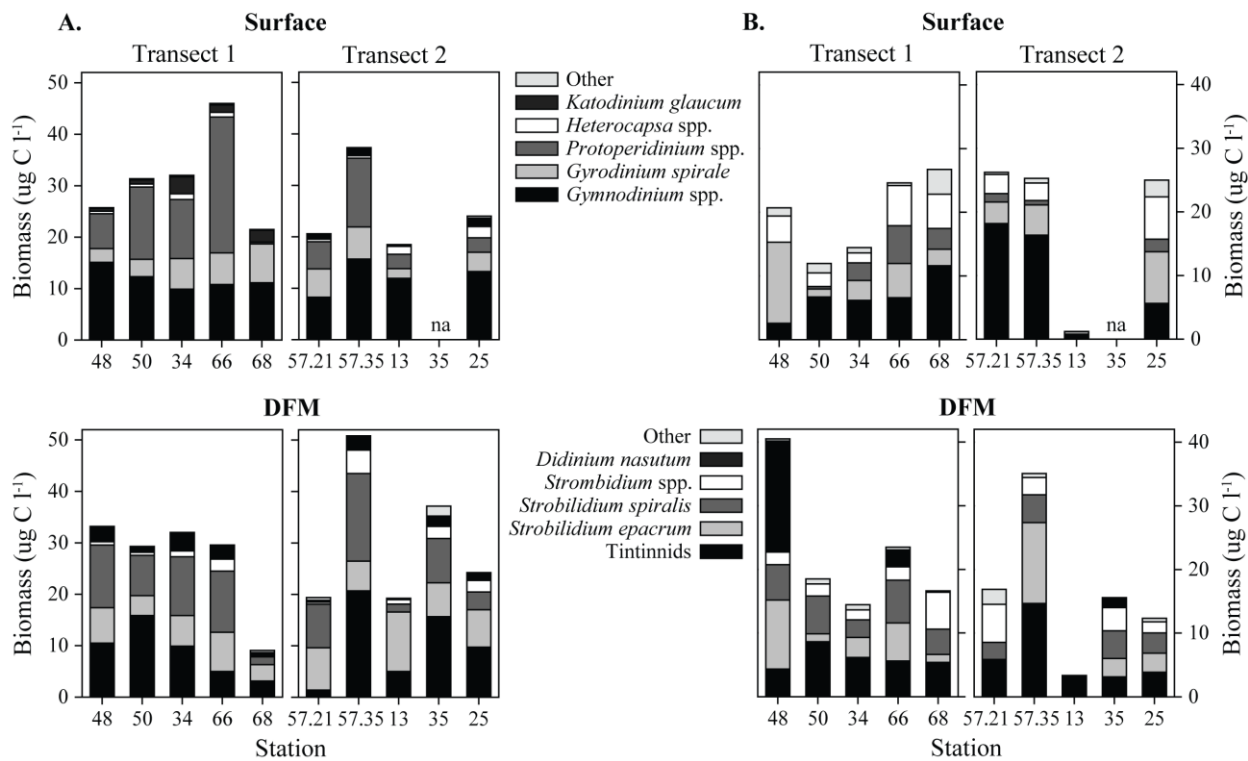 A.
Surface
Transect 1
Transect 2
50
40
30
20
10
0
Biomass (ug C l⁻¹)
na
48 50 34 66 68
57.21 57.35 13 35 25
Other
Katodinium glaucum
Heterocapsa spp.
Protoperidinium spp.
Gyrodinium spirale
Gymnodinium spp.
B.
Surface
Transect 1
Transect 2
40
30
20
10
0
Biomass (ug C l⁻¹)
na
48 50 34 66 68
57.21 57.35 13 35 25
DFM
50
40
30
20
10
0
Biomass (ug C l⁻¹)
48 50 34 66 68
57.21 57.35 13 35 25
Station
Other
Didinium nasutum
Strombidium spp.
Strobilidium spiralis
Strobilidium epacrum
Tintinnids
DFM
40
30
20
10
0
Biomass (ug C l⁻¹)
48 50 34 66 68
57.21 57.35 13 35 25
Station